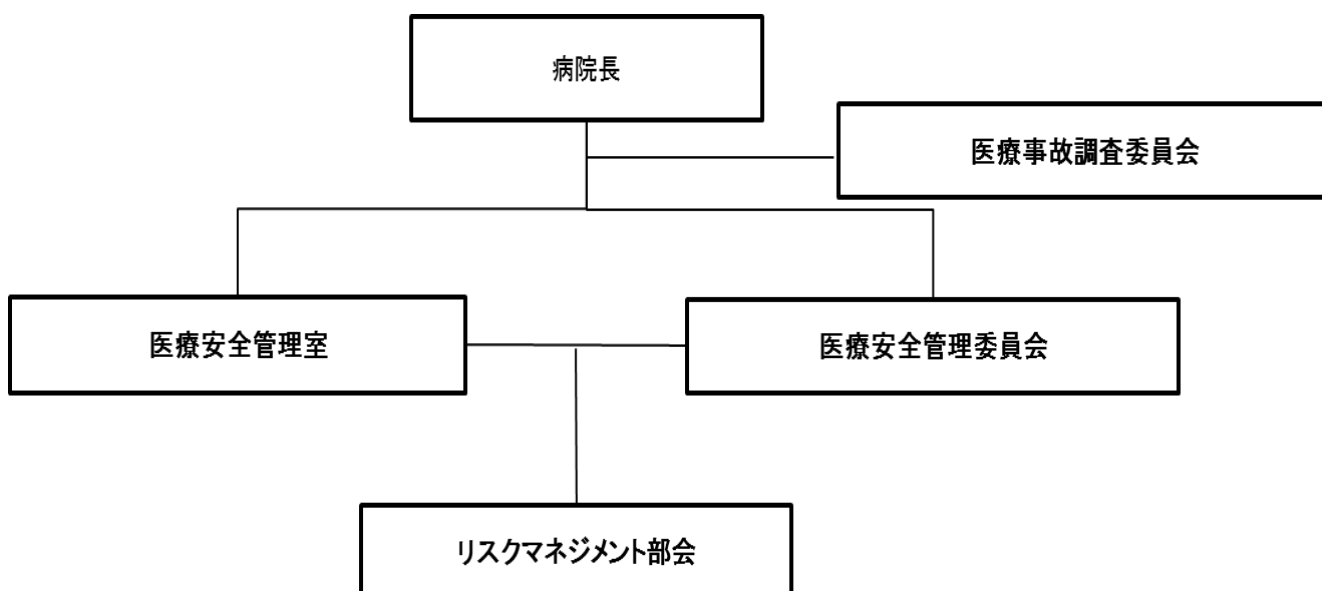 病院長
医療事故調査委員会
医療安全管理室
医療安全管理委員会
リスクマネジメント部会